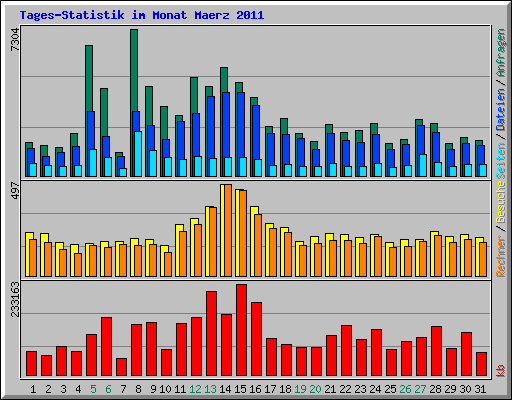 Tages-Statistik im Monat Maerz 2011
7304
497
233163
Anfragen / Dateien / Seiten
Besuche / Rechner
kb
1 2 3 4 5 6 7 8 9 10 11 12 13 14 15 16 17 18 19 20 21 22 23 24 25 26 27 28 29 30 31